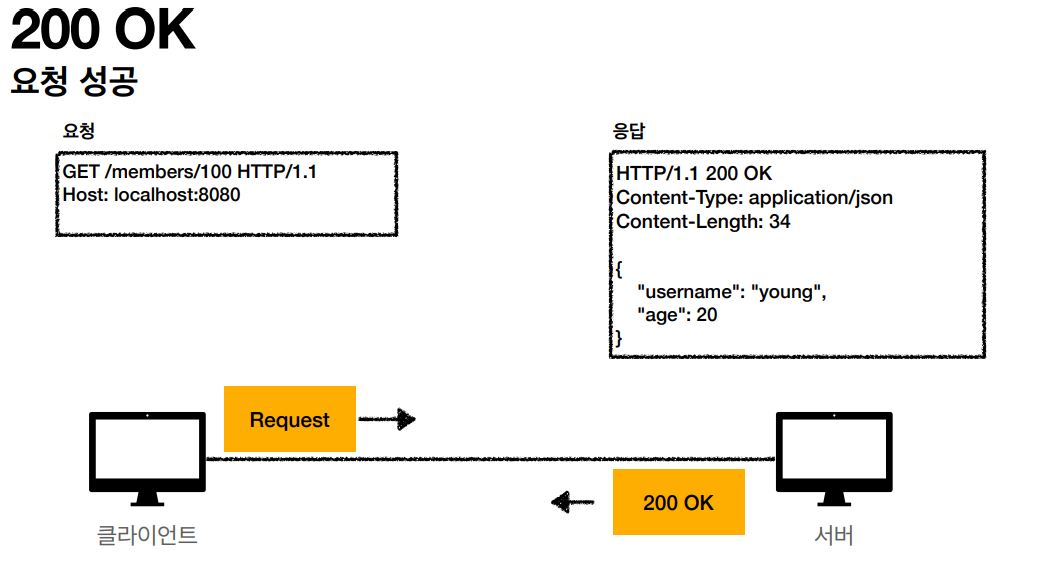 200 OK
요청 성공
요청
GET /members/100 HTTP/1.1
Host: localhost:8080
응답
HTTP/1.1 200 OK
Content-Type: application/json
Content-Length: 34
{
"username": "young",
"age": 20
}
Request
200 OK
클라이언트
서버